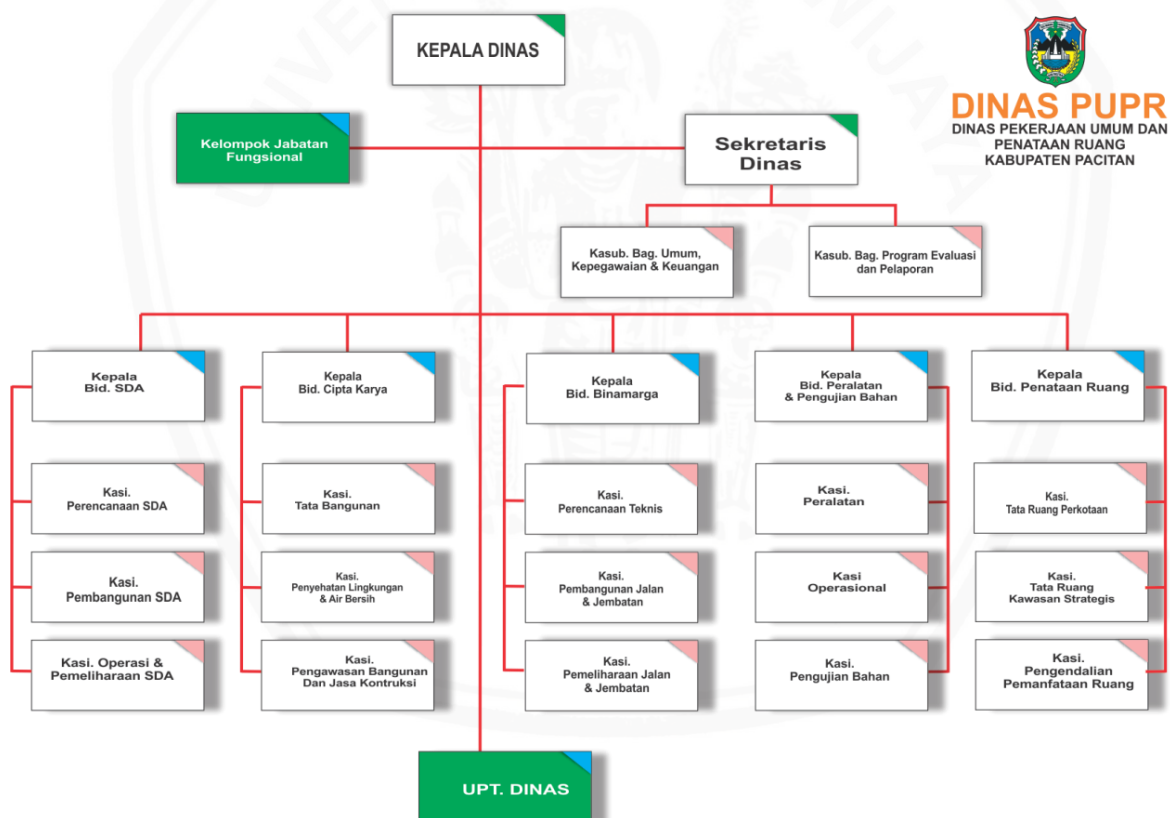 KEPALA DINAS
DINAS PUPR
DINAS PEKERJAAN UMUM DAN
PENATAAN RUANG
KABUPATEN PACITAN
Kelompok Jabatan
Fungsional
Sekretaris
Dinas
Kasub. Bag. Umum,
Kepegawaian & Keuangan
Kasub. Bag. Program Evaluasi
dan Pelaporan
Kepala
Bid. SDA
Kepala
Bid. Cipta Karya
Kepala
Bid. Binamarga
Kepala
Bid. Peralatan
& Pengujian Bahan
Kepala
Bid. Penataan Ruang
Kasi.
Perencanaan SDA
Kasi.
Tata Bangunan
Kasi.
Perencanaan Teknis
Kasi.
Peralatan
Kasi.
Tata Ruang Perkotaan
Kasi.
Pembangunan SDA
Kasi.
Penyehatan Lingkungan
& Air Bersih
Kasi.
Pembangunan Jalan
& Jembatan
Kasi
Operasional
Kasi.
Tata Ruang
Kawasan Strategis
Kasi. Operasi &
Pemeliharaan SDA
Kasi.
Pengawasan Bangunan
Dan Jasa Kontruksi
Kasi.
Pemeliharaan Jalan
& Jembatan
Kasi.
Pengujian Bahan
Kasi.
Pengendalian
Pemanfataan Ruang
UPT. DINAS